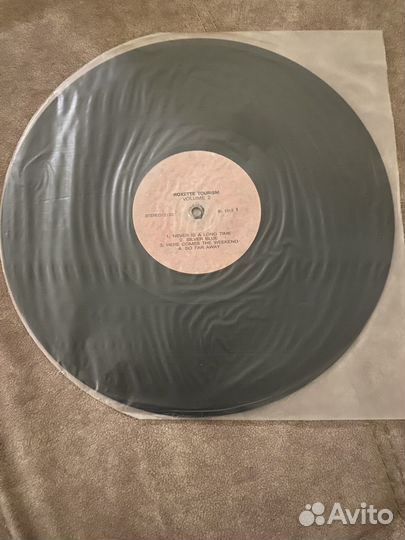 ROXETTE TOURISM
VOLUME 2
STEREO
1. NEVER IS A LONG TIME
2. SILVER BLUE
3. HERE COMES THE WEEKEND
4. SO FAR AWAY
Avito